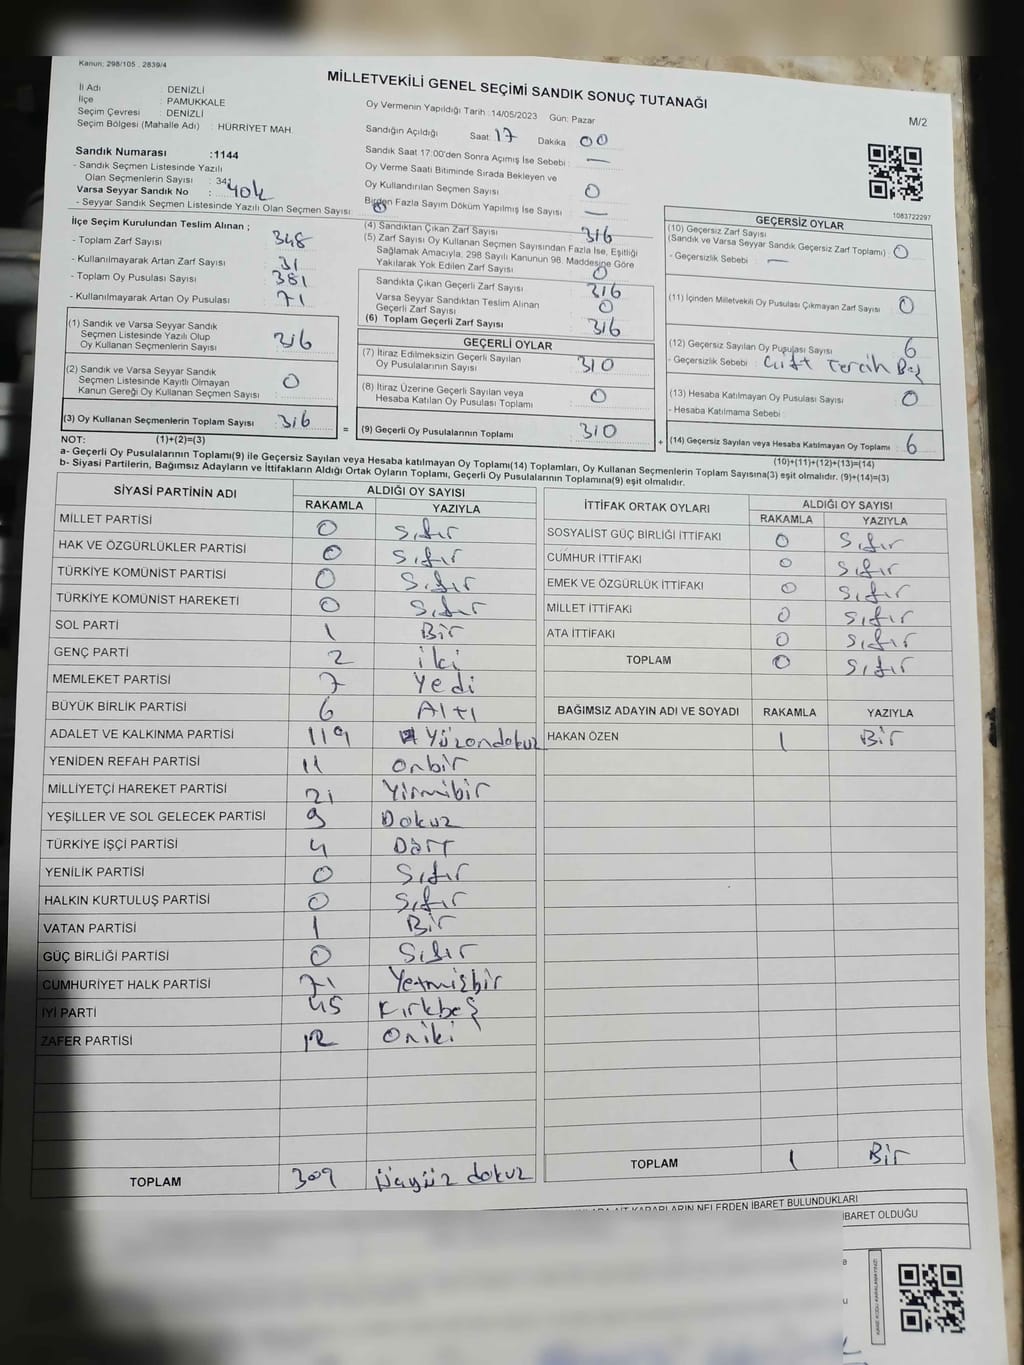 Kanun: 298/105 . 2839/4
MİLLETVEKİLİ GENEL SEÇİMİ SANDIK SONUÇ TUTANAĞI
M/2
İl Adı : DENİZLİ
İlçe : PAMUKKALE
Seçim Çevresi : DENİZLİ
Seçim Bölgesi (Mahalle Adı) : HÜRRİYET MAH.
Oy Vermenin Yapıldığı Tarih :14/05/2023 Gün: Pazar
Sandığın Açıldığı Saat: 17 Dakika 00
Sandık Saat 17:00'den Sonra Açımış İse Sebebi : —
Oy Verme Saati Bitiminde Sırada Bekleyen ve
Oy Kullandırılan Seçmen Sayısı : 0
Birden Fazla Sayım Döküm Yapılmış İse Sayısı : —
Sandık Numarası :1144
- Sandık Seçmen Listesinde Yazılı
Olan Seçmenlerin Sayısı : 341
Varsa Seyyar Sandık No : Yok
- Seyyar Sandık Seçmen Listesinde Yazılı Olan Seçmen Sayısı : 0
1083722297
İlçe Seçim Kurulundan Teslim Alınan ;
- Toplam Zarf Sayısı : 348
- Kullanılmayarak Artan Zarf Sayısı : 31
- Toplam Oy Pusulası Sayısı : 381
- Kullanılmayarak Artan Oy Pusulası : 71
(1) Sandık ve Varsa Seyyar Sandık
Seçmen Listesinde Yazılı Olup
Oy Kullanan Seçmenlerin Sayısı : 316
(2) Sandık ve Varsa Seyyar Sandık
Seçmen Listesinde Kayıtlı Olmayan
Kanun Gereği Oy Kullanan Seçmen Sayısı : 0
(3) Oy Kullanan Seçmenlerin Toplam Sayısı : 316
(4) Sandıktan Çıkan Zarf Sayısı : 316
(5) Zarf Sayısı Oy Kullanan Seçmen Sayısından Fazla İse, Eşitliği
Sağlamak Amacıyla, 298 Sayılı Kanunun 98. Maddesine Göre
Yakılarak Yok Edilen Zarf Sayısı : 0
Sandıkta Çıkan Geçerli Zarf Sayısı : 316
Varsa Seyyar Sandıktan Teslim Alınan
Geçerli Zarf Sayısı : 0
(6) Toplam Geçerli Zarf Sayısı : 316
GEÇERLİ OYLAR
(7) İtiraz Edilmeksizin Geçerli Sayılan
Oy Pusulalarının Sayısı : 310
(8) İtiraz Üzerine Geçerli Sayılan veya
Hesaba Katılan Oy Pusulası Toplamı : 0
= (9) Geçerli Oy Pusulalarının Toplamı : 310
GEÇERSİZ OYLAR
(10) Geçersiz Zarf Sayısı
(Sandık ve Varsa Seyyar Sandık Geçersiz Zarf Toplamı) : 0
- Geçersizlik Sebebi : —
(11) İçinden Milletvekili Oy Pusulası Çıkmayan Zarf Sayısı : 0
(12) Geçersiz Sayılan Oy Pusulası Sayısı : 6
- Geçersizlik Sebebi : Çift tercih Boş
(13) Hesaba Katılmayan Oy Pusulası Sayısı : 0
- Hesaba Katılmama Sebebi :
+ (14) Geçersiz Sayılan veya Hesaba Katılmayan Oy Toplamı : 6
NOT: (1)+(2)=(3)
(10)+(11)+(12)+(13)=(14)
a- Geçerli Oy Pusulalarının Toplamı(9) ile Geçersiz Sayılan veya Hesaba katılmayan Oy Toplamı(14) Toplamları, Oy Kullanan Seçmenlerin Toplam Sayısına(3) eşit olmalıdır. (9)+(14)=(3)
b- Siyasi Partilerin, Bağımsız Adayların ve İttifakların Aldığı Ortak Oyların Toplamı, Geçerli Oy Pusulalarının Toplamına(9) eşit olmalıdır.
SİYASİ PARTİNİN ADI ALDIĞI OY SAYISI
RAKAMLA YAZIYLA
MİLLET PARTİSİ 0 Sıfır
HAK VE ÖZGÜRLÜKLER PARTİSİ 0 Sıfır
TÜRKİYE KOMÜNİST PARTİSİ 0 Sıfır
TÜRKİYE KOMÜNİST HAREKETİ 0 Sıfır
SOL PARTİ 1 Bir
GENÇ PARTİ 2 iki
MEMLEKET PARTİSİ 7 Yedi
BÜYÜK BİRLİK PARTİSİ 6 Altı
ADALET VE KALKINMA PARTİSİ 119 Yüzondokuz
YENİDEN REFAH PARTİSİ 11 Onbir
MİLLİYETÇİ HAREKET PARTİSİ 21 Yirmibir
YEŞİLLER VE SOL GELECEK PARTİSİ 9 Dokuz
TÜRKİYE İŞÇİ PARTİSİ 4 Dört
YENİLİK PARTİSİ 0 Sıfır
HALKIN KURTULUŞ PARTİSİ 0 Sıfır
VATAN PARTİSİ 1 Bir
GÜÇ BİRLİĞİ PARTİSİ 0 Sıfır
CUMHURİYET HALK PARTİSİ 71 Yetmişbir
İYİ PARTİ 45 Kırkbeş
ZAFER PARTİSİ 12 Oniki
TOPLAM 309 Üçyüz dokuz
İTTİFAK ORTAK OYLARI ALDIĞI OY SAYISI
RAKAMLA YAZIYLA
SOSYALİST GÜÇ BİRLİĞİ İTTİFAKI 0 Sıfır
CUMHUR İTTİFAKI 0 Sıfır
EMEK VE ÖZGÜRLÜK İTTİFAKI 0 Sıfır
MİLLET İTTİFAKI 0 Sıfır
ATA İTTİFAKI 0 Sıfır
TOPLAM 0 Sıfır
BAĞIMSIZ ADAYIN ADI VE SOYADI RAKAMLA YAZIYLA
HAKAN ÖZEN 1 Bir
TOPLAM 1 Bir
KARARLARIN NELERDEN İBARET BULUNDUKLARI
İBARET OLDUĞU